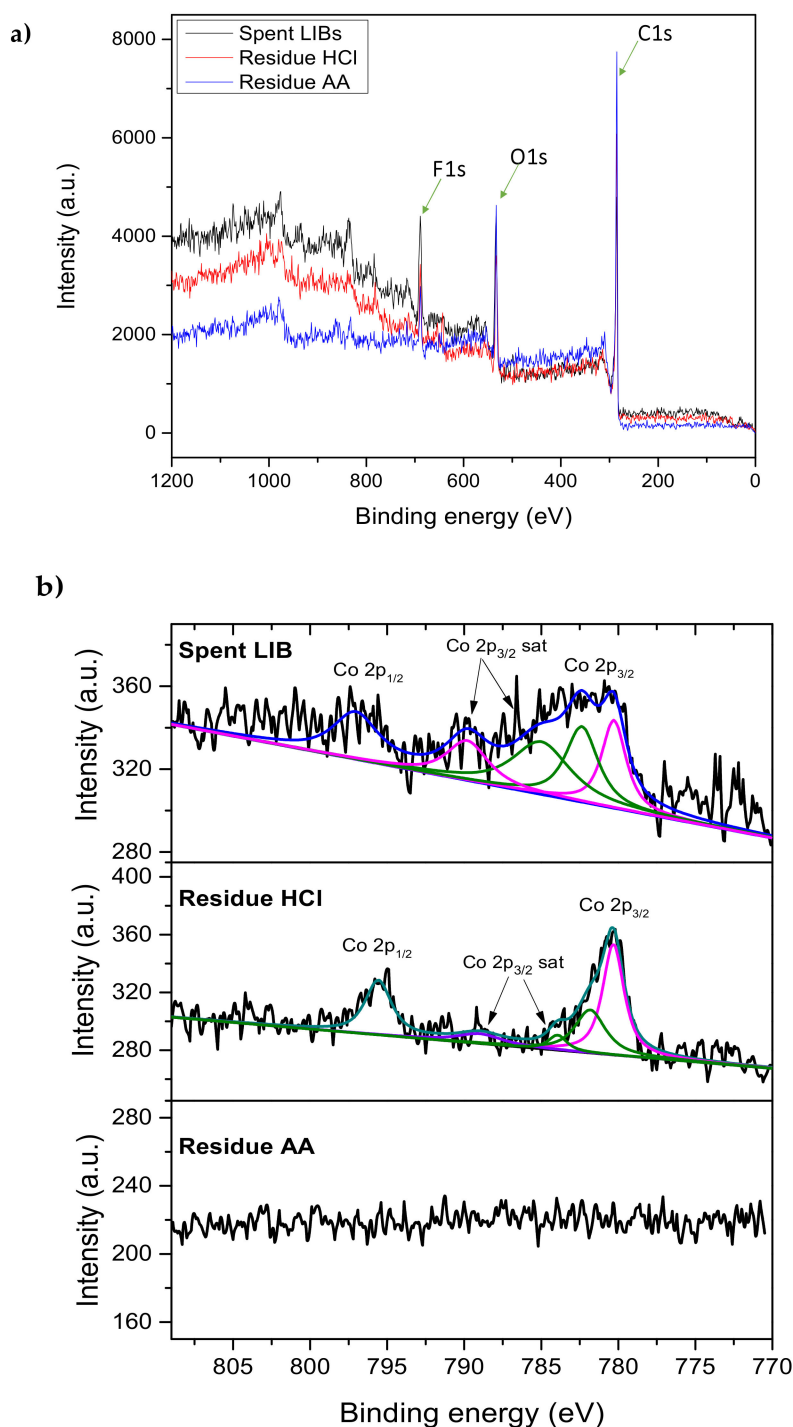 a)
Spent LIBs
Residue HCl
Residue AA
C1s
F1s
O1s
8000
6000
4000
2000
0
Intensity (a.u.)
1200 1000 800 600 400 200 0
Binding energy (eV)
b)
Spent LIB
Co 2p1/2
Co 2p3/2 sat
Co 2p3/2
360
320
280
Intensity (a.u.)
Residue HCl
Co 2p1/2
Co 2p3/2 sat
Co 2p3/2
400
360
320
280
Intensity (a.u.)
Residue AA
280
240
200
160
Intensity (a.u.)
805 800 795 790 785 780 775 770
Binding energy (eV)